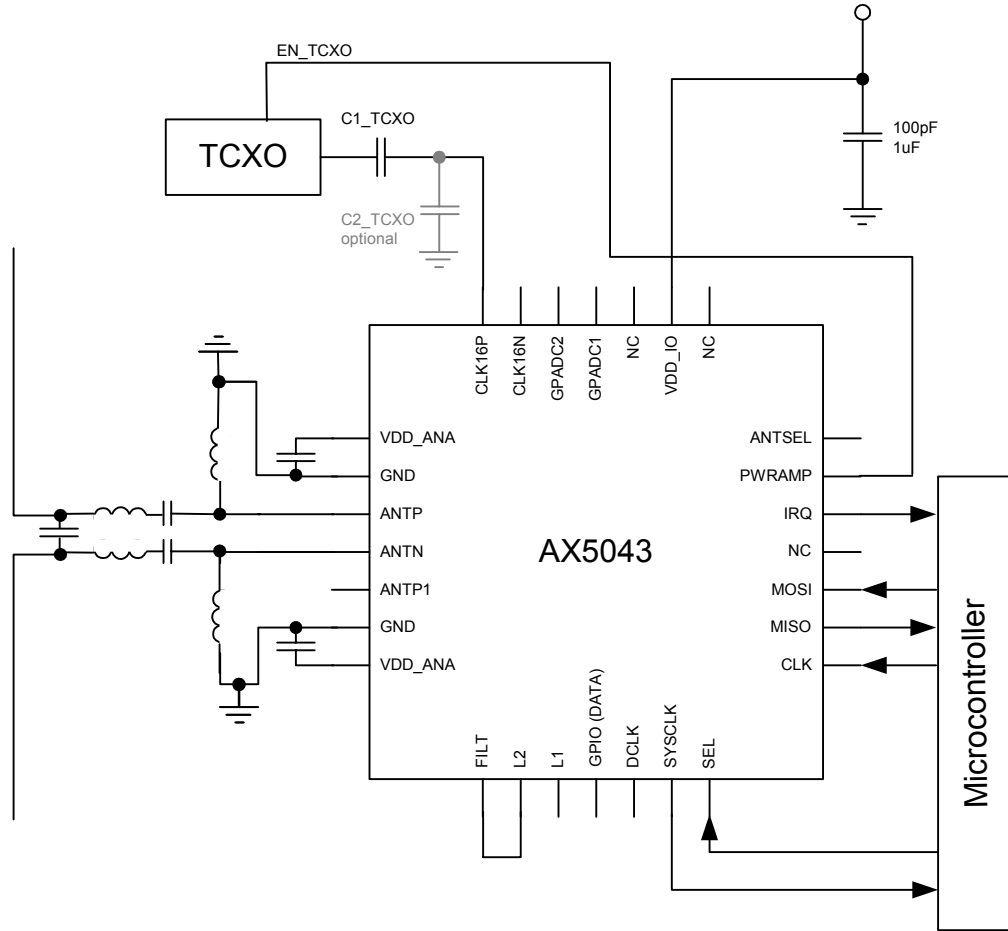 EN_TCXO
C1_TCXO
TCXO
100pF
1uF
C2_TCXO
optional
CLK16P
CLK16N
GPADC2
GPADC1
NC
VDD_IO
NC
VDD_ANA
GND
ANTP
ANTN
ANTP1
GND
VDD_ANA
AX5043
ANTSEL
PWRAMP
IRQ
NC
MOSI
MISO
CLK
FILT
L2
L1
GPIO (DATA)
DCLK
SYSCLK
SEL
Microcontroller